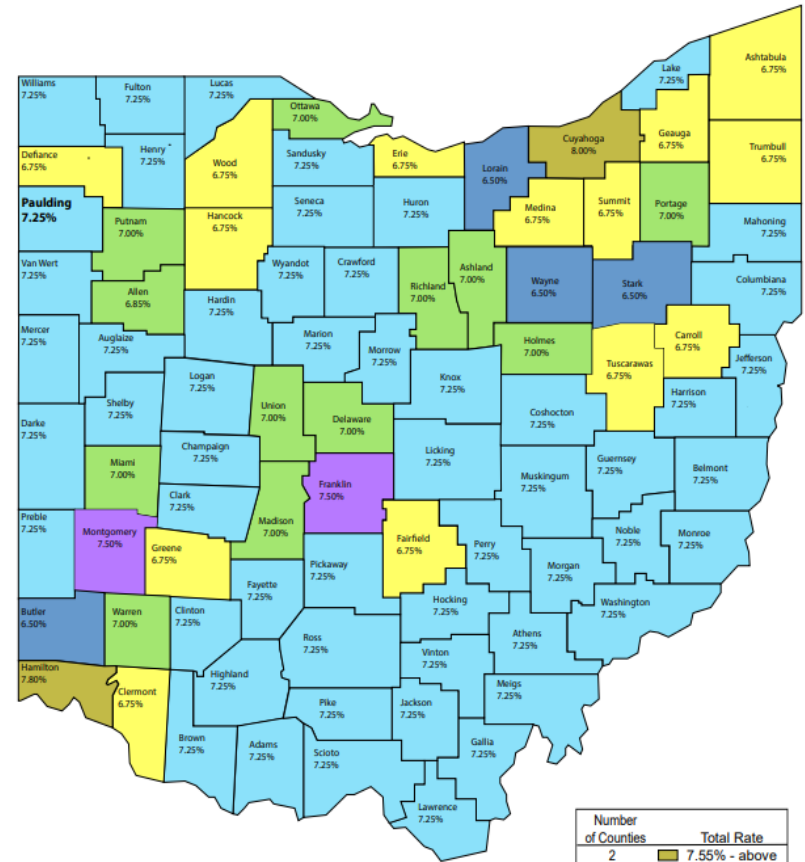 Williams
7.25%
Fulton
7.25%
Lucas
7.25%
Ottawa
7.00%
Lake
7.25%
Ashtabula
6.75%
Defiance
6.75%
Henry
7.25%
Wood
6.75%
Sandusky
7.25%
Erie
6.75%
Lorain
6.50%
Cuyahoga
8.00%
Geauga
6.75%
Trumbull
6.75%
Paulding
7.25%
Putnam
7.00%
Hancock
6.75%
Seneca
7.25%
Huron
7.25%
Medina
6.75%
Summit
6.75%
Portage
7.00%
Mahoning
7.25%
Van Wert
7.25%
Allen
6.85%
Hardin
7.25%
Wyandot
7.25%
Crawford
7.25%
Richland
7.00%
Ashland
7.00%
Wayne
6.50%
Stark
6.50%
Columbiana
7.25%
Mercer
7.25%
Auglaize
7.25%
Marion
7.25%
Morrow
7.25%
Holmes
7.00%
Tuscarawas
6.75%
Carroll
6.75%
Jefferson
7.25%
Logan
7.25%
Shelby
7.25%
Union
7.00%
Delaware
7.00%
Knox
7.25%
Coshocton
7.25%
Harrison
7.25%
Darke
7.25%
Miami
7.00%
Champaign
7.25%
Clark
7.25%
Franklin
7.50%
Licking
7.25%
Muskingum
7.25%
Guernsey
7.25%
Belmont
7.25%
Preble
7.25%
Montgomery
7.50%
Greene
6.75%
Madison
7.00%
Pickaway
7.25%
Fairfield
6.75%
Perry
7.25%
Morgan
7.25%
Noble
7.25%
Monroe
7.25%
Butler
6.50%
Warren
7.00%
Clinton
7.25%
Fayette
7.25%
Ross
7.25%
Hocking
7.25%
Athens
7.25%
Washington
7.25%
Hamilton
7.80%
Clermont
6.75%
Highland
7.25%
Pike
7.25%
Vinton
7.25%
Jackson
7.25%
Meigs
7.25%
Brown
7.25%
Adams
7.25%
Scioto
7.25%
Gallia
7.25%
Lawrence
7.25%
Number
of Counties Total Rate
2 7.55% - above